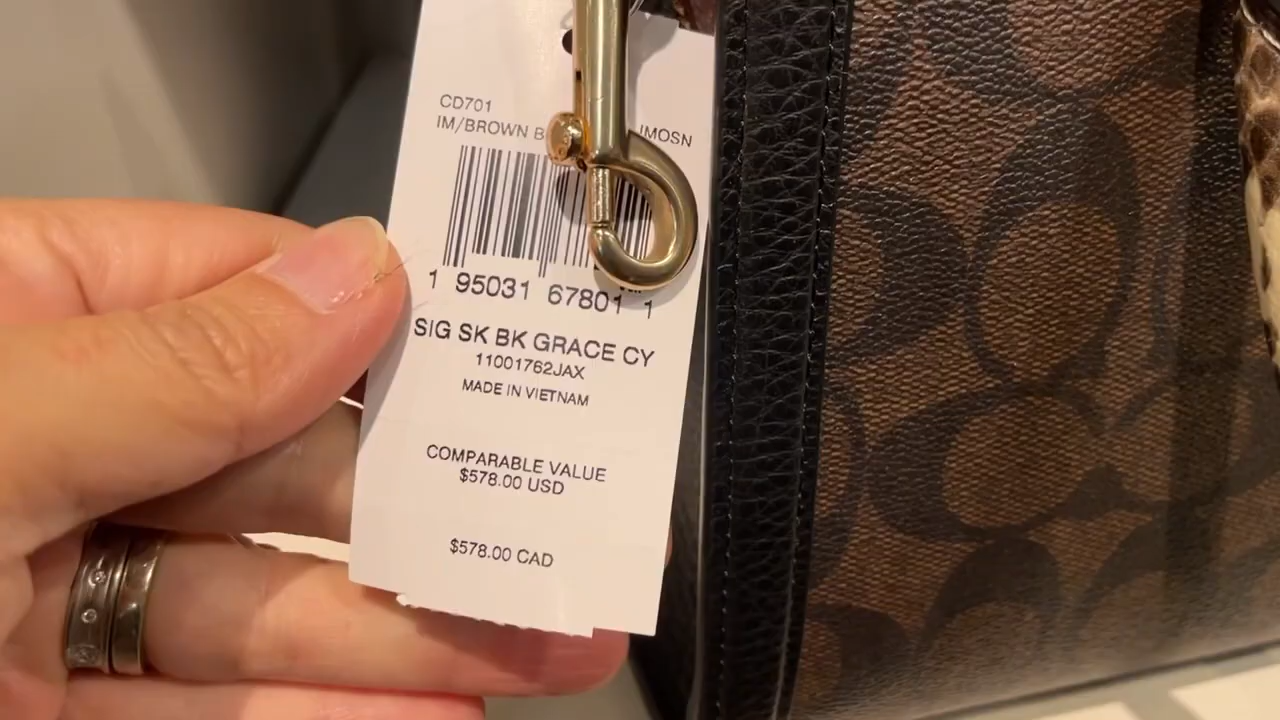 CD701
IM/BROWN B IMOSN
1 95031 67801 1
SIG SK BK GRACE CY
11001762JAX
MADE IN VIETNAM
COMPARABLE VALUE
$578.00 USD
$578.00 CAD